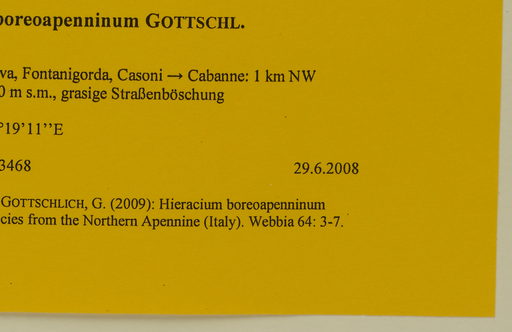 boreoapenninum GOTTSCHL.
va, Fontanigorda, Casoni → Cabanne: 1 km NW
0 m s.m., grasige Straßenböschung
°19’11’’E
3468 29.6.2008
GOTTSCHLICH, G. (2009): Hieracium boreoapenninum
cies from the Northern Apennine (Italy). Webbia 64: 3-7.